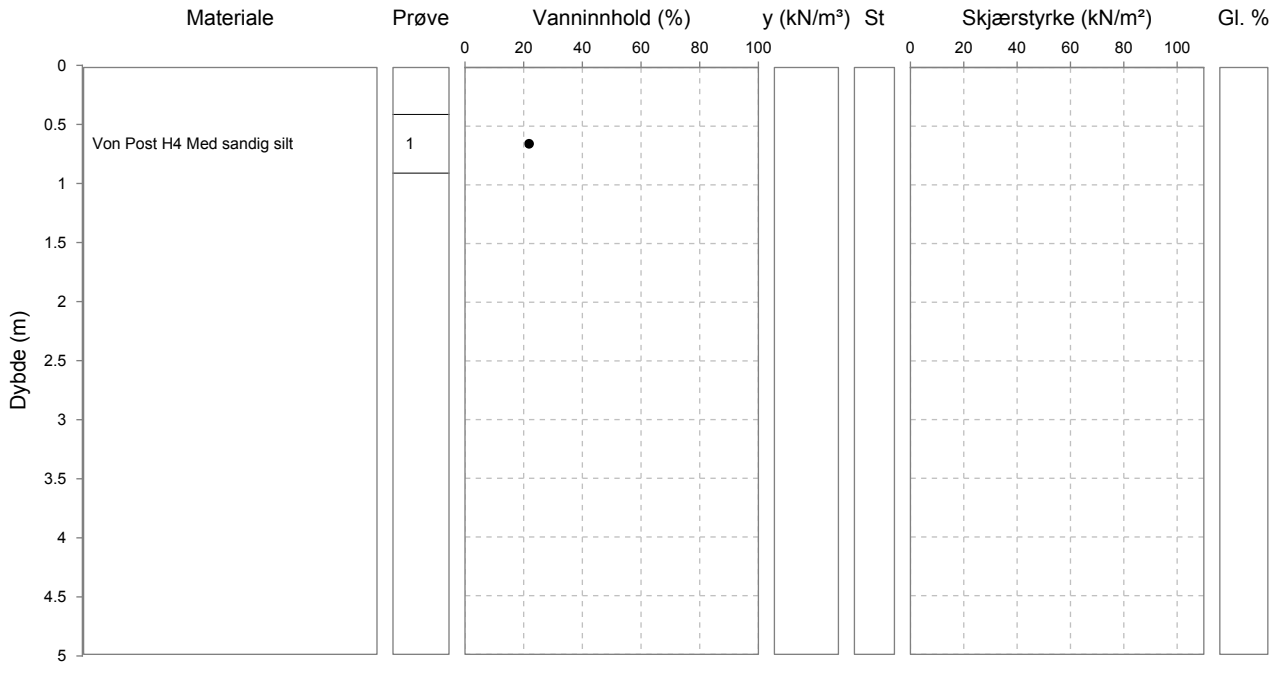 Materiale Prøve Vanninnhold (%) y (kN/m³) St Skjærstyrke (kN/m²) Gl. %
0 20 40 60 80 100 0 20 40 60 80 100
0
0.5
Von Post H4 Med sandig silt 1
1
1.5
2
2.5
Dybde (m)
3
3.5
4
4.5
5